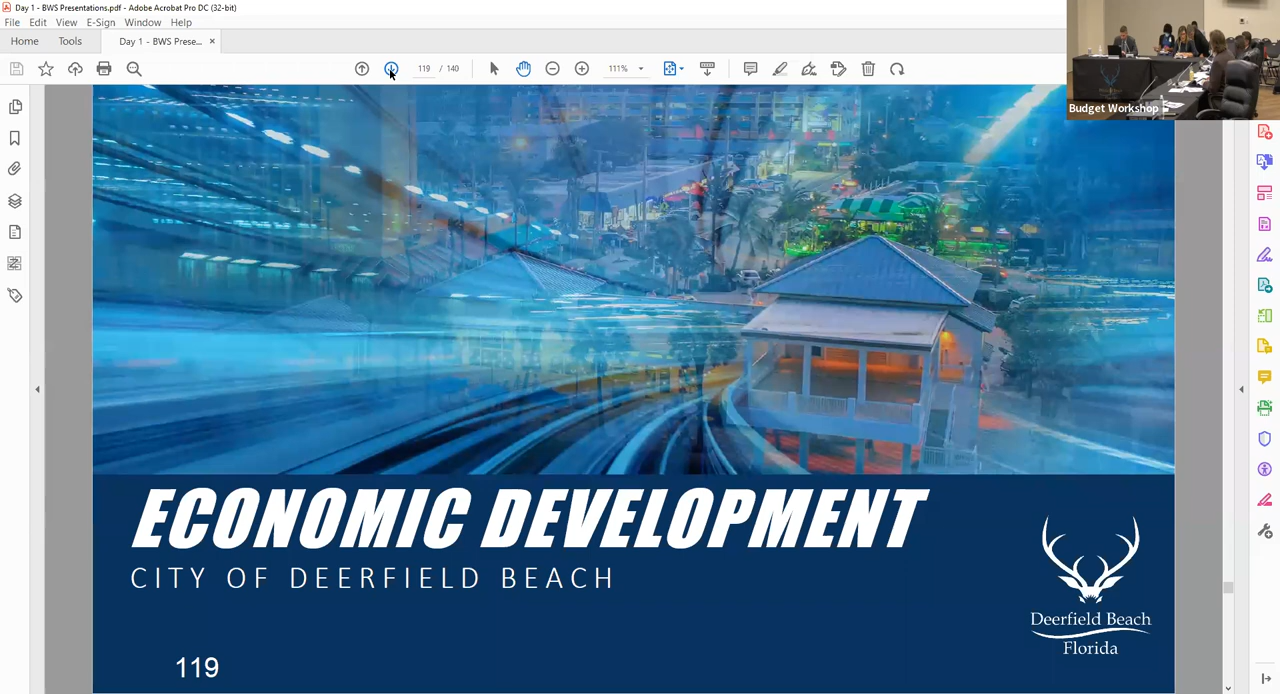 Day 1 - BWS Presentations.pdf - Adobe Acrobat Pro DC (32-bit)
File Edit View E-Sign Window Help
Home Tools Day 1 - BWS Prese... ×
119 / 140 111%
Budget Workshop
ECONOMIC DEVELOPMENT
CITY OF DEERFIELD BEACH
Deerfield Beach
Florida
119